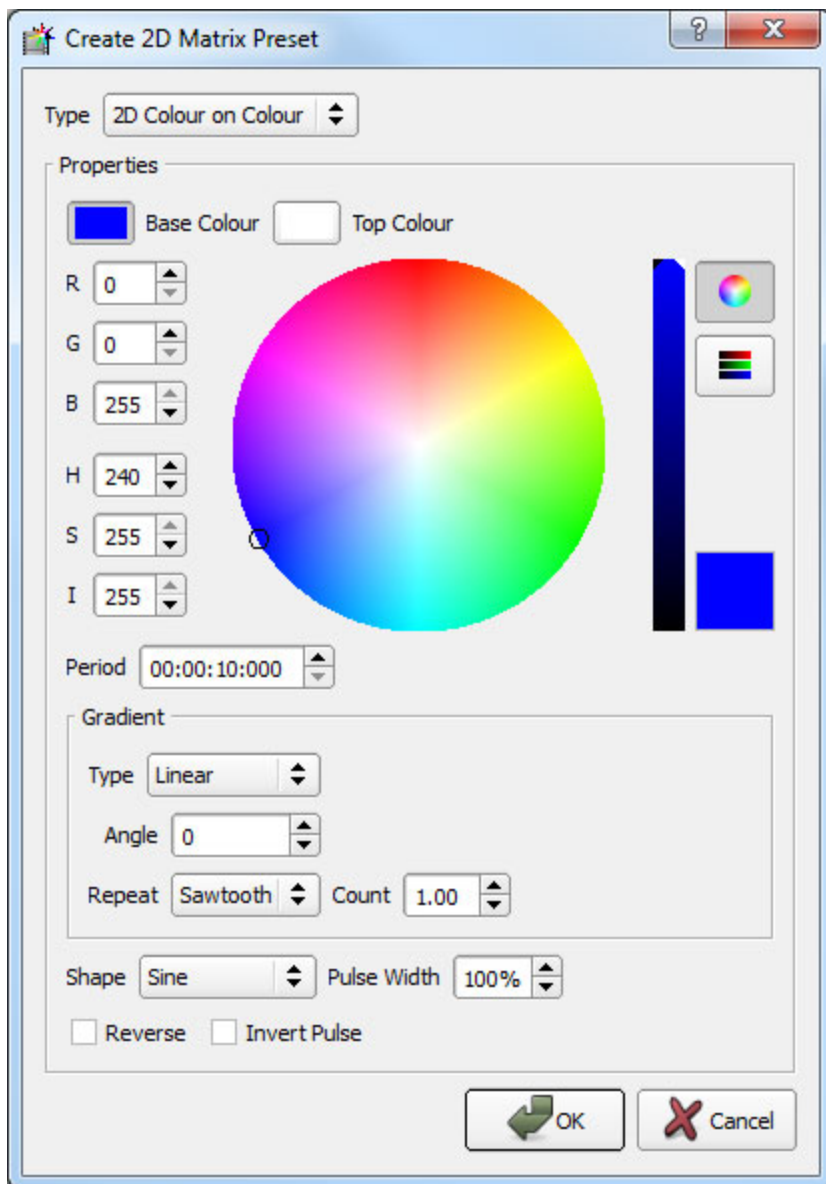 Create 2D Matrix Preset
Type 2D Colour on Colour
Properties
Base Colour Top Colour
R 0
G 0
B 255
H 240
S 255
I 255
Period 00:00:10:000
Gradient
Type Linear
Angle 0
Repeat Sawtooth Count 1.00
Shape Sine Pulse Width 100%
Reverse Invert Pulse
OK Cancel